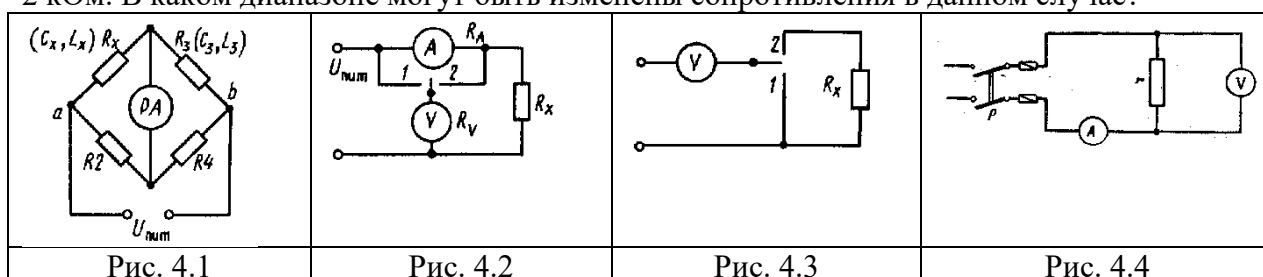 2 кОм. В каком диапазоне могут быть изменены сопротивления в данном случае?
(Cx, Lx) Rx
R3(C3, L3)
PA
a
b
R2
R4
Uпит
A
RA
Uпит
1
2
V
RV
Rx
V
2
1
Rx
P
A
r
V
Рис. 4.1
Рис. 4.2
Рис. 4.3
Рис. 4.4